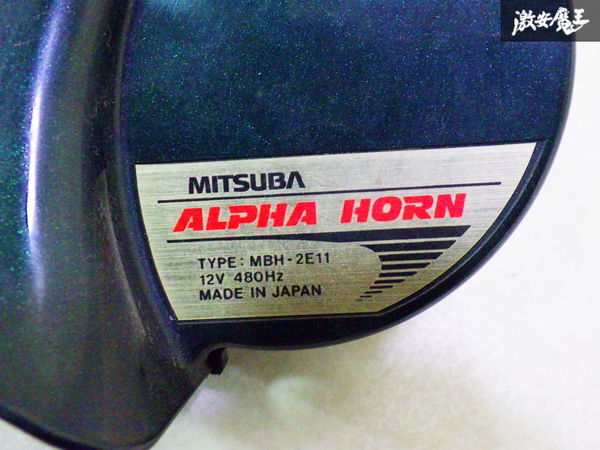 激安魔王
MITSUBA
ALPHA HORN
TYPE: MBH-2E11
12V 480Hz
MADE IN JAPAN